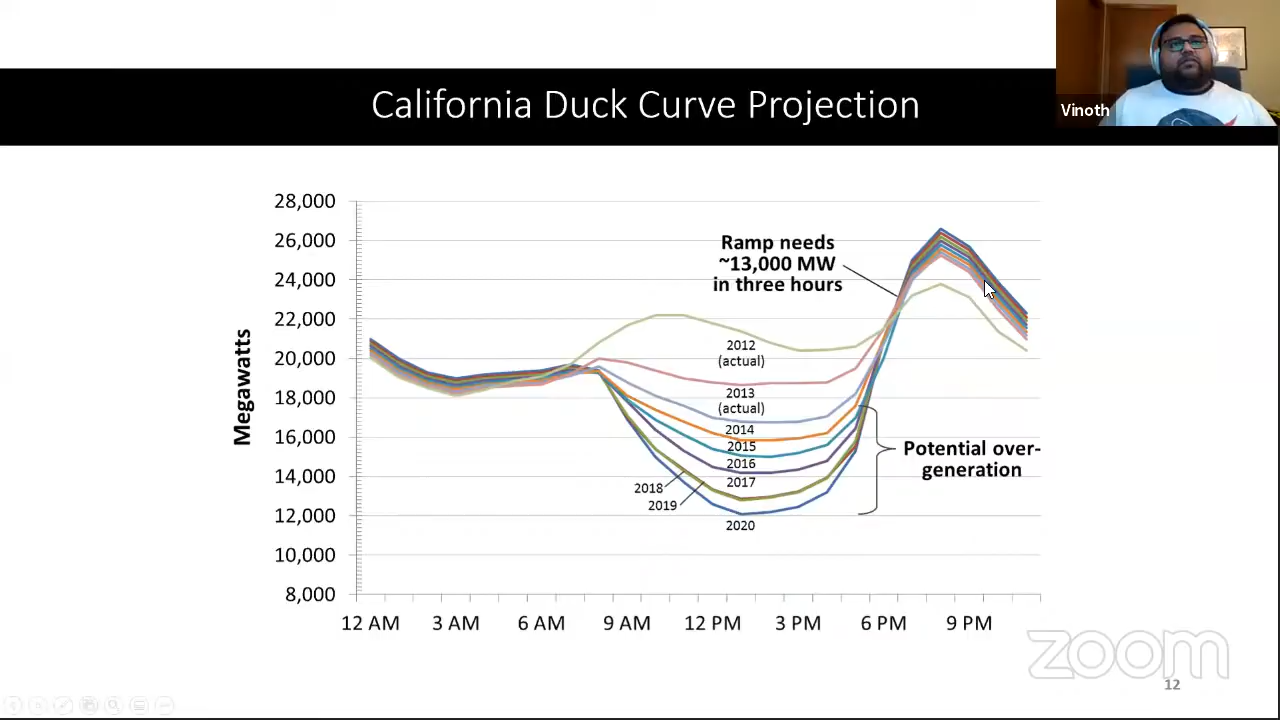 California Duck Curve Projection
Vinoth
28,000
26,000
24,000
22,000
20,000
18,000
16,000
14,000
12,000
10,000
8,000
Megawatts
Ramp needs
~13,000 MW
in three hours
2012
(actual)
2013
(actual)
2014
2015
2016
2017
2018
2019
2020
Potential over-
generation
12 AM 3 AM 6 AM 9 AM 12 PM 3 PM 6 PM 9 PM
zoom
12